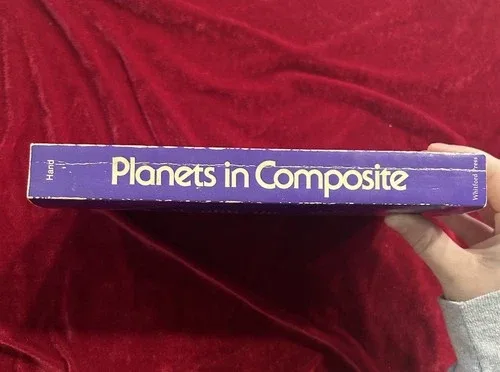 Hand
Planets in Composite
Whitford Press